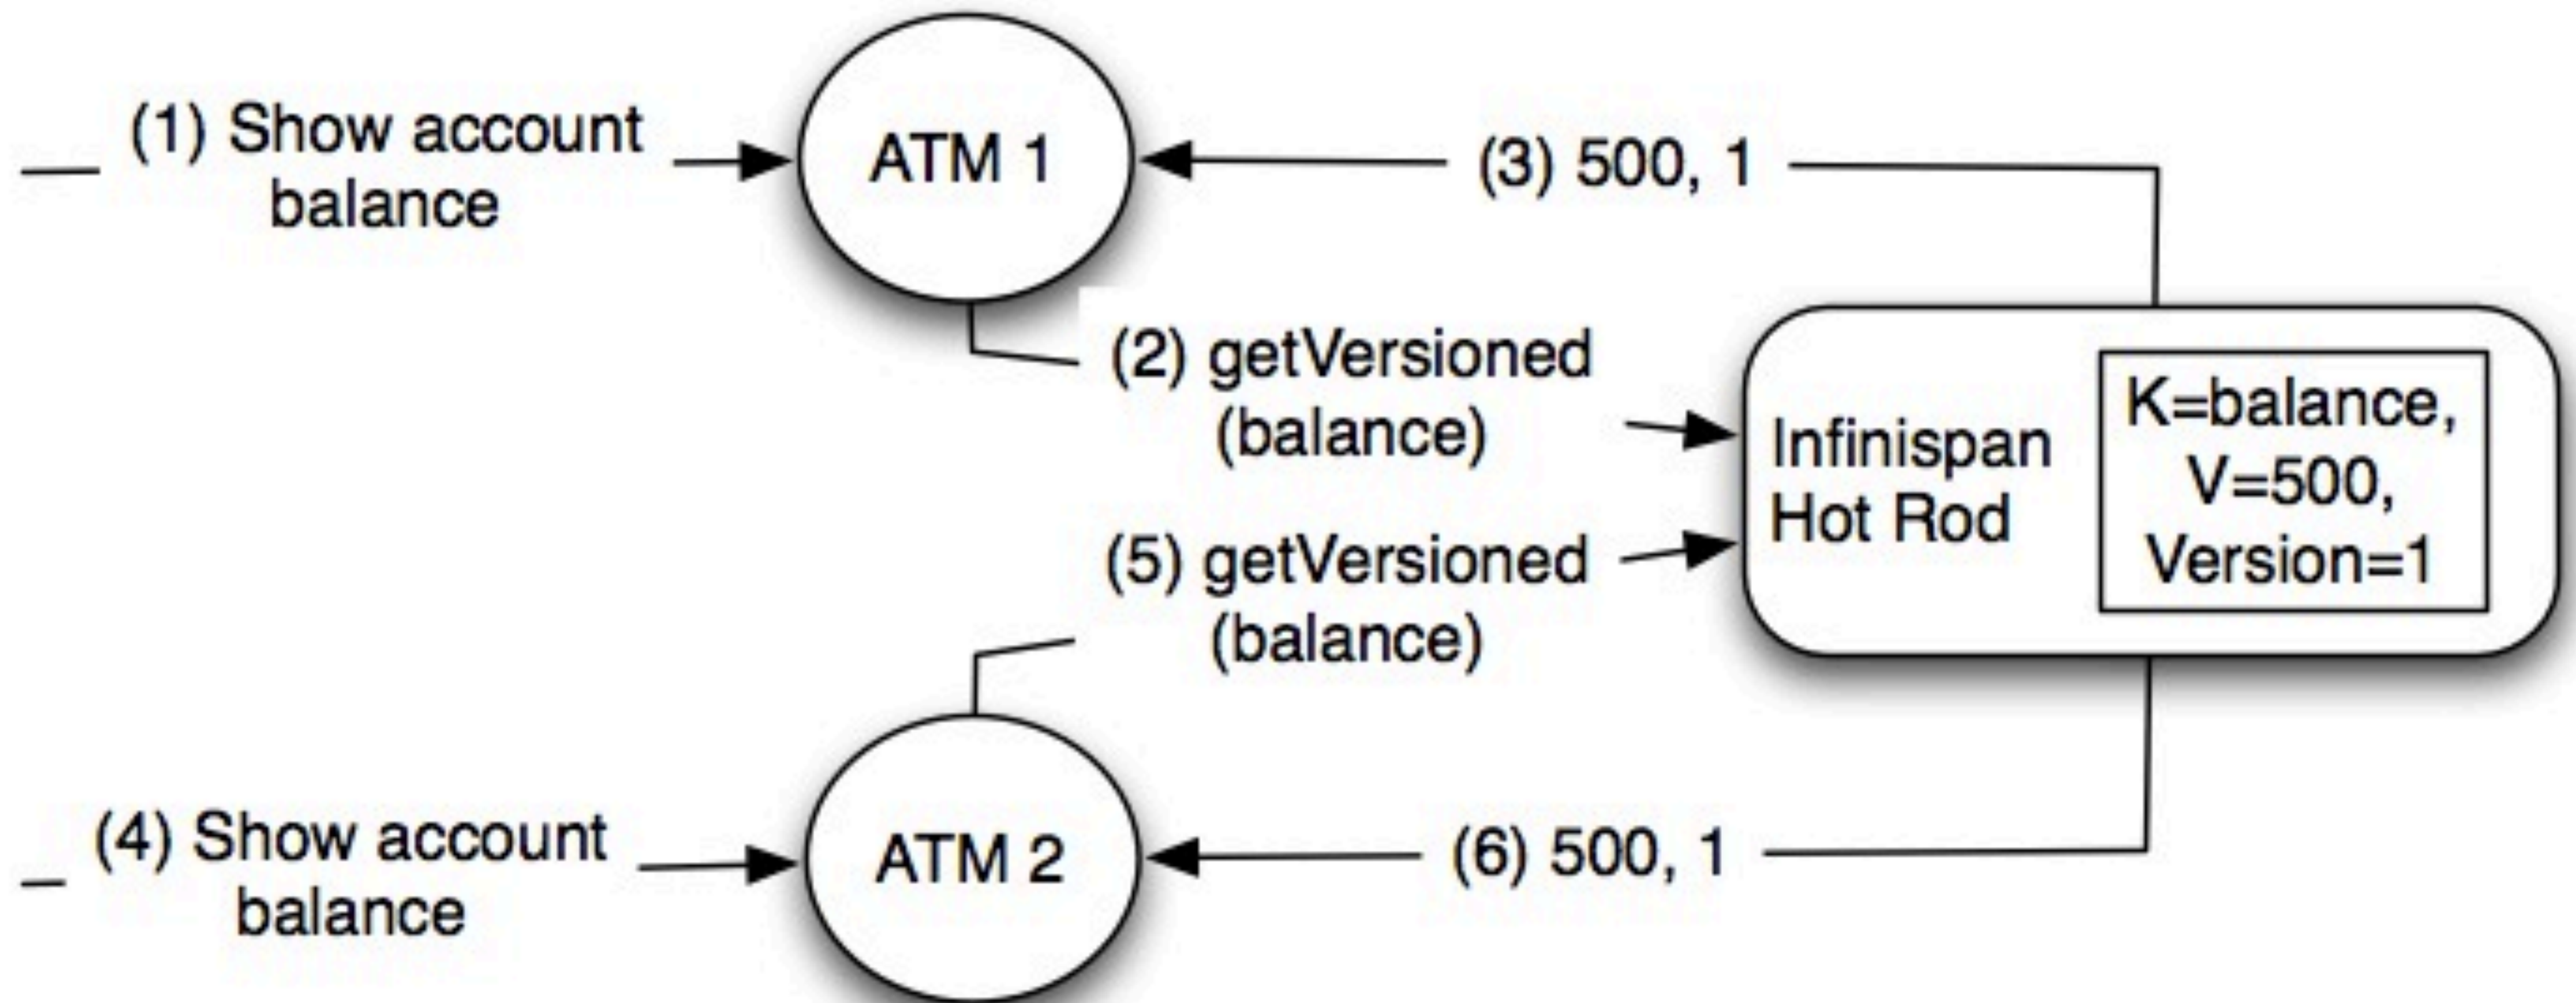 (1) Show account
balance
ATM 1
(3) 500, 1
(2) getVersioned
(balance)
Infinispan
Hot Rod
K=balance,
V=500,
Version=1
(5) getVersioned
(balance)
(4) Show account
balance
ATM 2
(6) 500, 1